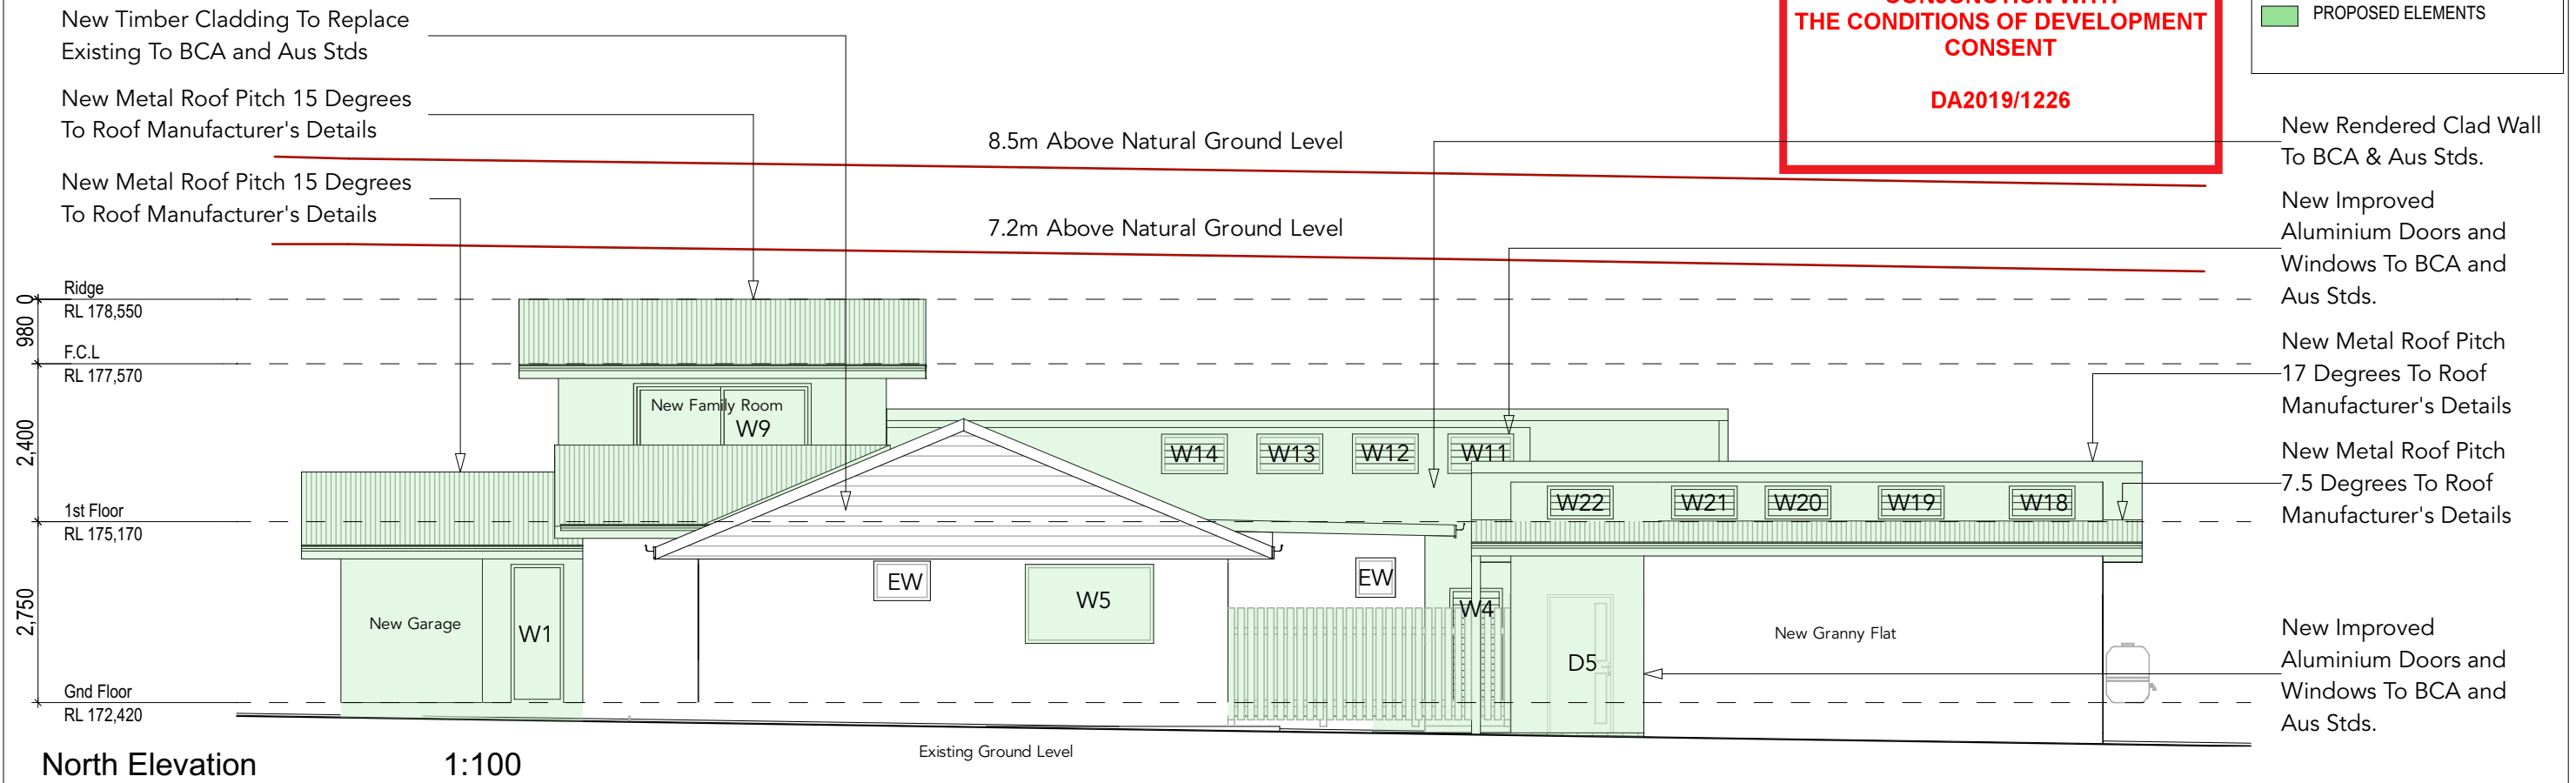 New Timber Cladding To Replace
Existing To BCA and Aus Stds
New Metal Roof Pitch 15 Degrees
To Roof Manufacturer's Details
New Metal Roof Pitch 15 Degrees
To Roof Manufacturer's Details
THE CONDITIONS OF DEVELOPMENT
CONSENT
DA2019/1226
PROPOSED ELEMENTS
8.5m Above Natural Ground Level
7.2m Above Natural Ground Level
New Rendered Clad Wall
To BCA & Aus Stds.
New Improved
Aluminium Doors and
Windows To BCA and
Aus Stds.
New Metal Roof Pitch
17 Degrees To Roof
Manufacturer's Details
New Metal Roof Pitch
7.5 Degrees To Roof
Manufacturer's Details
New Improved
Aluminium Doors and
Windows To BCA and
Aus Stds.
0
980
2,400
2,750
Ridge
RL 178,550
F.C.L
RL 177,570
1st Floor
RL 175,170
Gnd Floor
RL 172,420
New Family Room
W9
W14 W13 W12 W11
W22 W21 W20 W19 W18
EW
W5
EW
W4
New Garage
W1
D5
New Granny Flat
Existing Ground Level
North Elevation 1:100